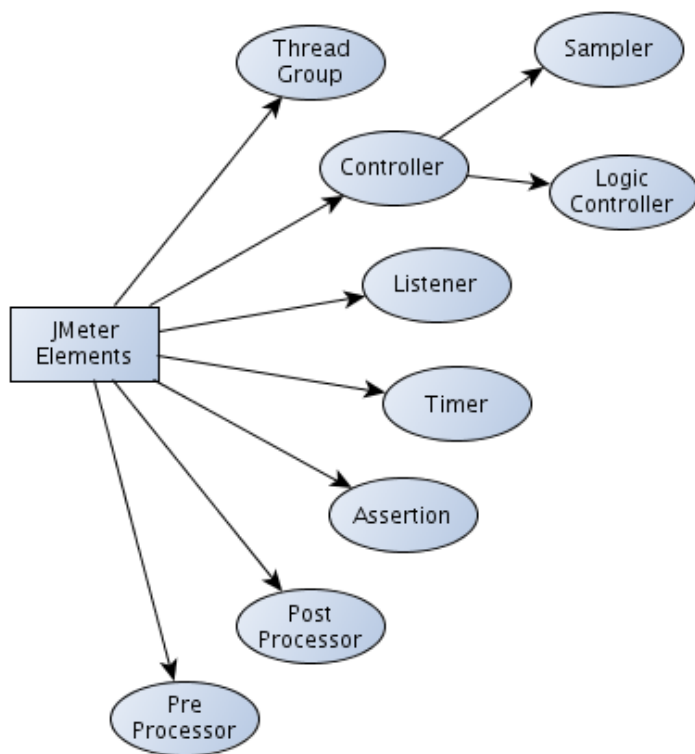 Thread
Group
Sampler
Controller
Logic
Controller
Listener
JMeter
Elements
Timer
Assertion
Post
Processor
Pre
Processor